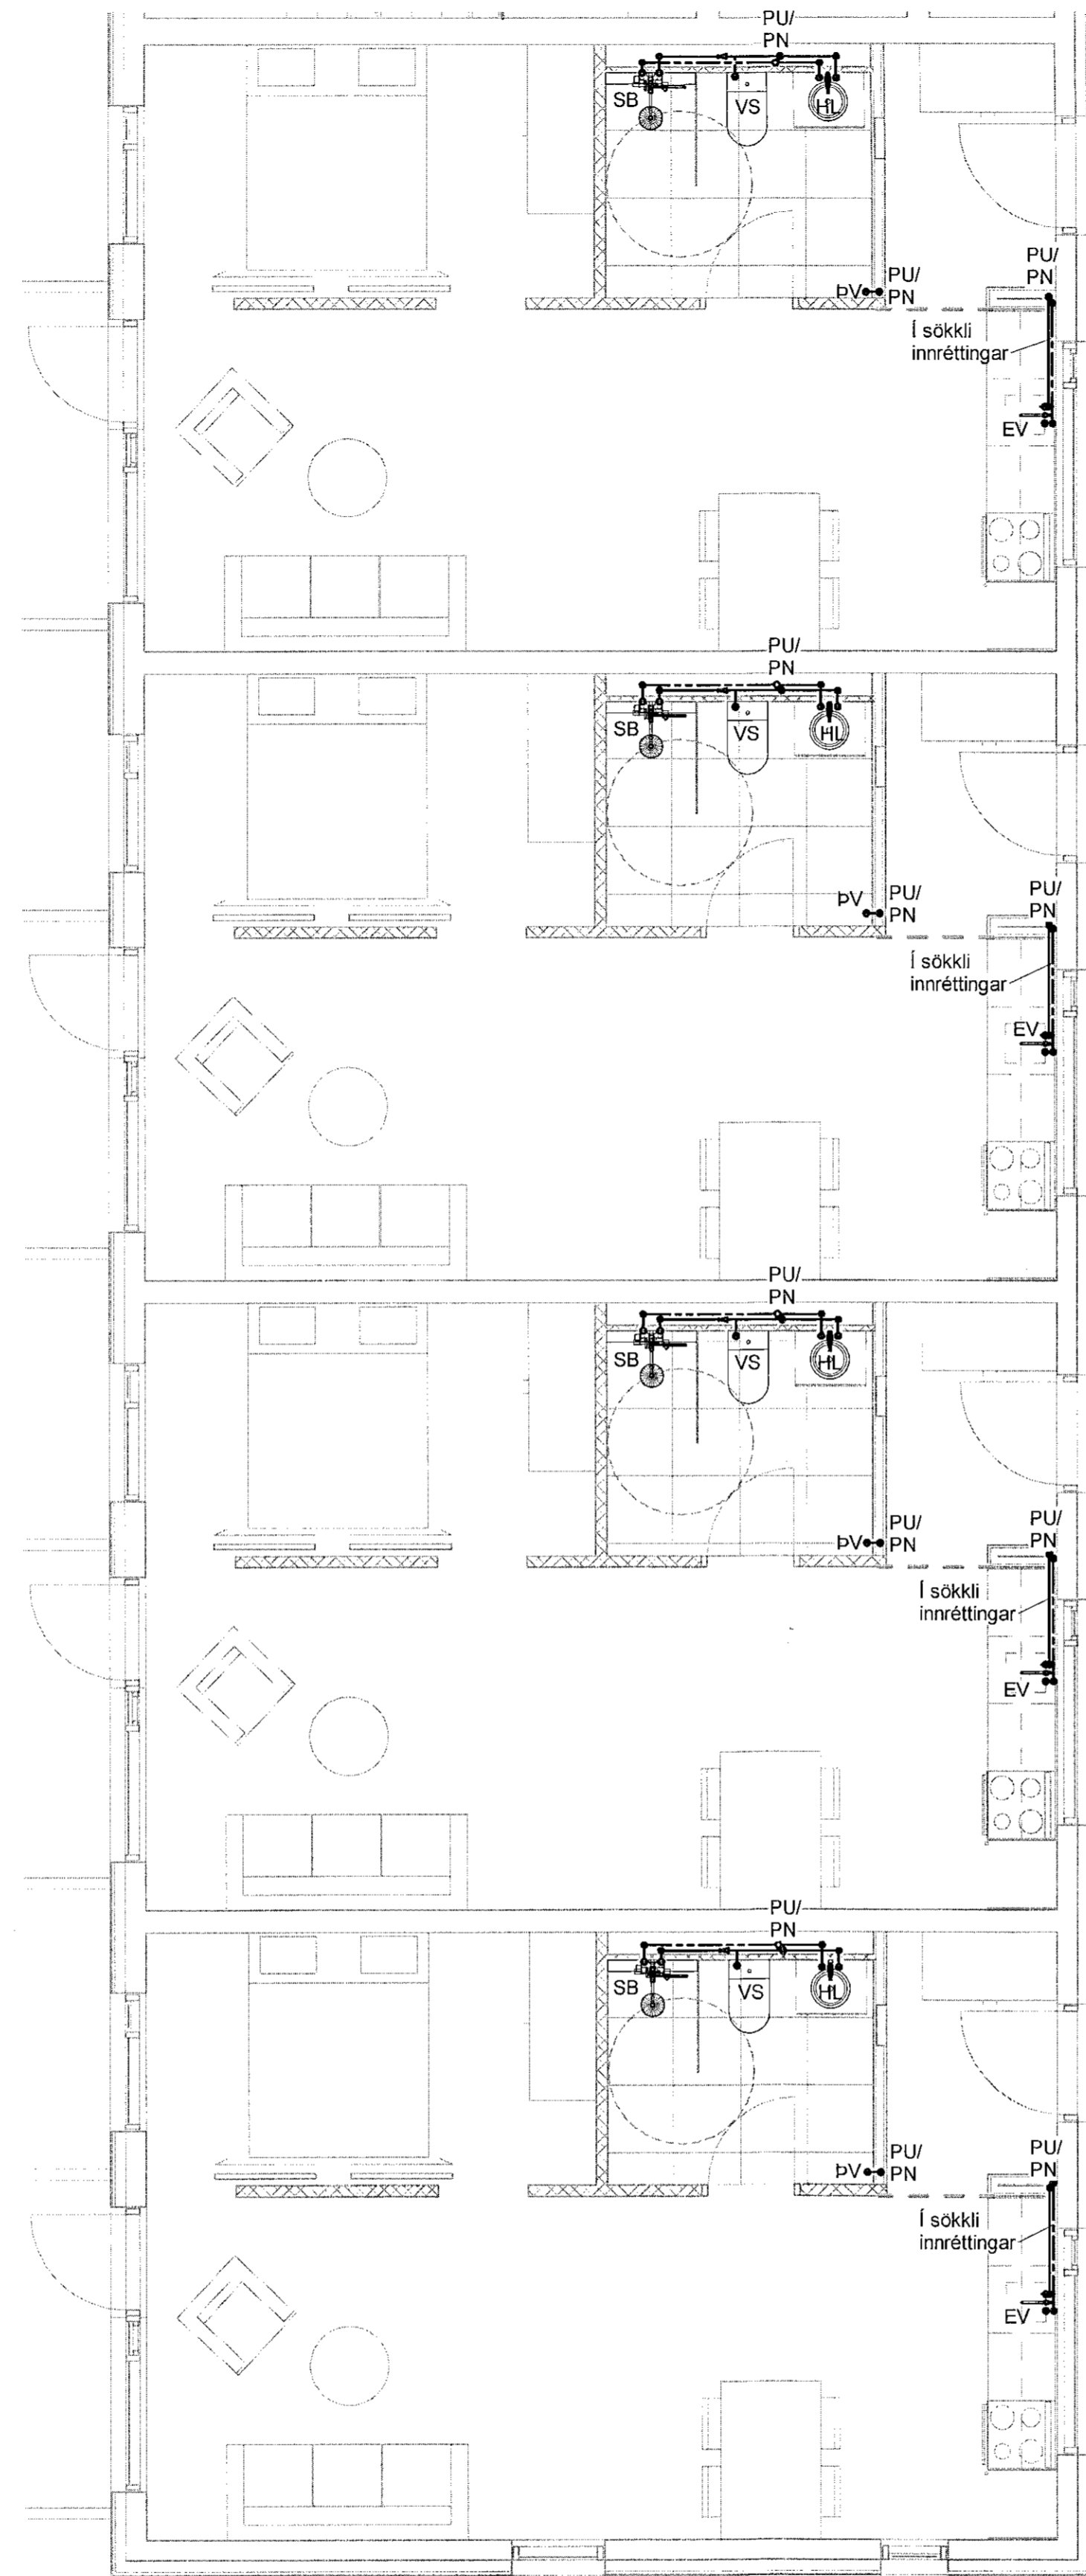 PU/
PN
SB
VS
HL
PU/
PN
ÞV
PU/
PN
Í sökkli
innréttingar
EV
PU/
PN
SB
VS
HL
ÞV
PU/
PN
PU/
PN
Í sökkli
innréttingar
EV
PU/
PN
SB
VS
HL
ÞV
PU/
PN
PU/
PN
Í sökkli
innréttingar
EV
PU/
PN
SB
VS
HL
ÞV
PU/
PN
PU/
PN
Í sökkli
innréttingar
EV